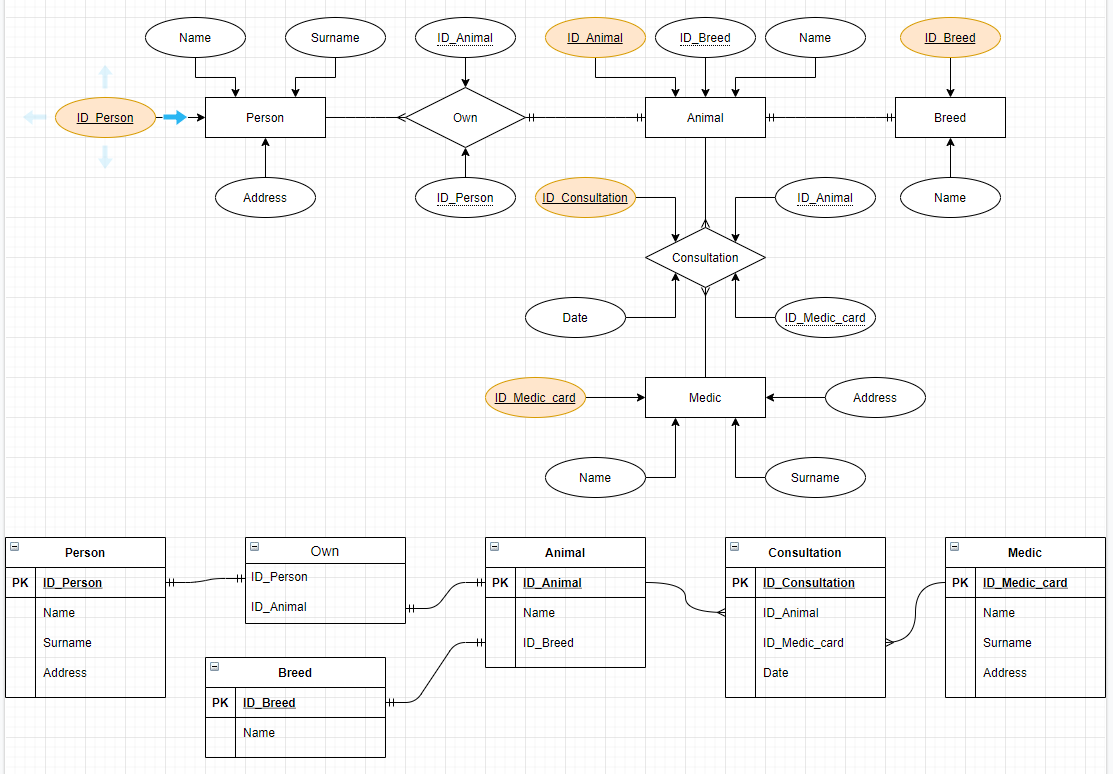 Name
Surname
ID_Animal
ID_Animal
ID_Breed
Name
ID_Breed
ID_Person
Person
Own
Animal
Breed
Address
ID_Person
ID_Consultation
ID_Animal
Name
Consultation
Date
ID_Medic_card
ID_Medic_card
Medic
Address
Name
Surname
Person
PK ID_Person
Name
Surname
Address
Own
ID_Person
ID_Animal
Breed
PK ID_Breed
Name
Animal
PK ID_Animal
Name
ID_Breed
Consultation
PK ID_Consultation
ID_Animal
ID_Medic_card
Date
Medic
PK ID_Medic_card
Name
Surname
Address